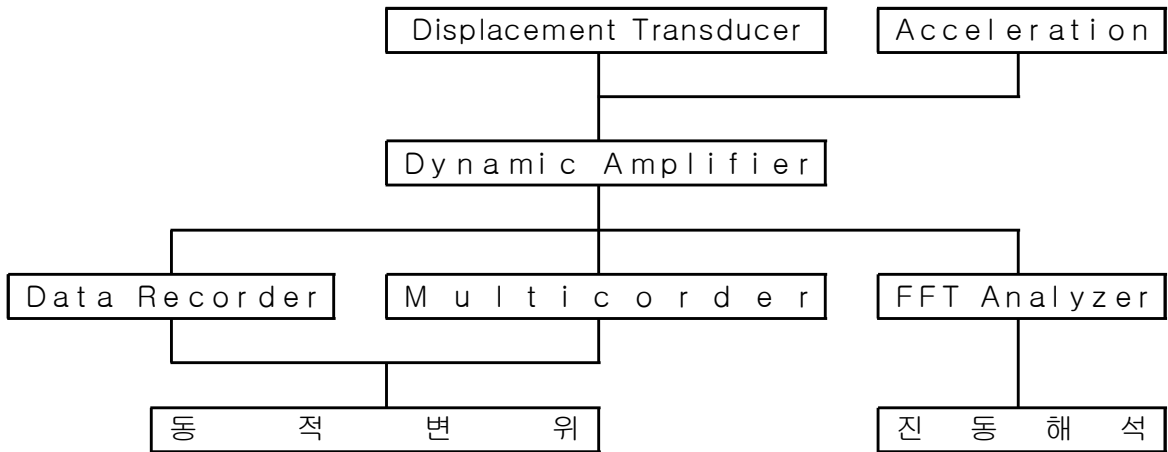 Displacement Transducer
Acceleration
Dynamic Amplifier
Data Recorder
Multicorder
FFT Analyzer
동적변위
진동해석